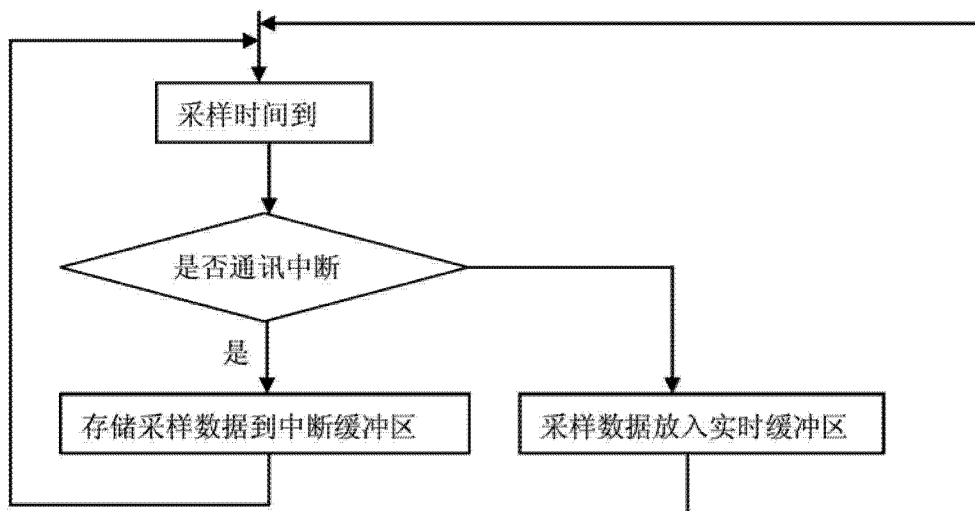 采样时间到
是否通讯中断
是
存储采样数据到中断缓冲区
采样数据放入实时缓冲区